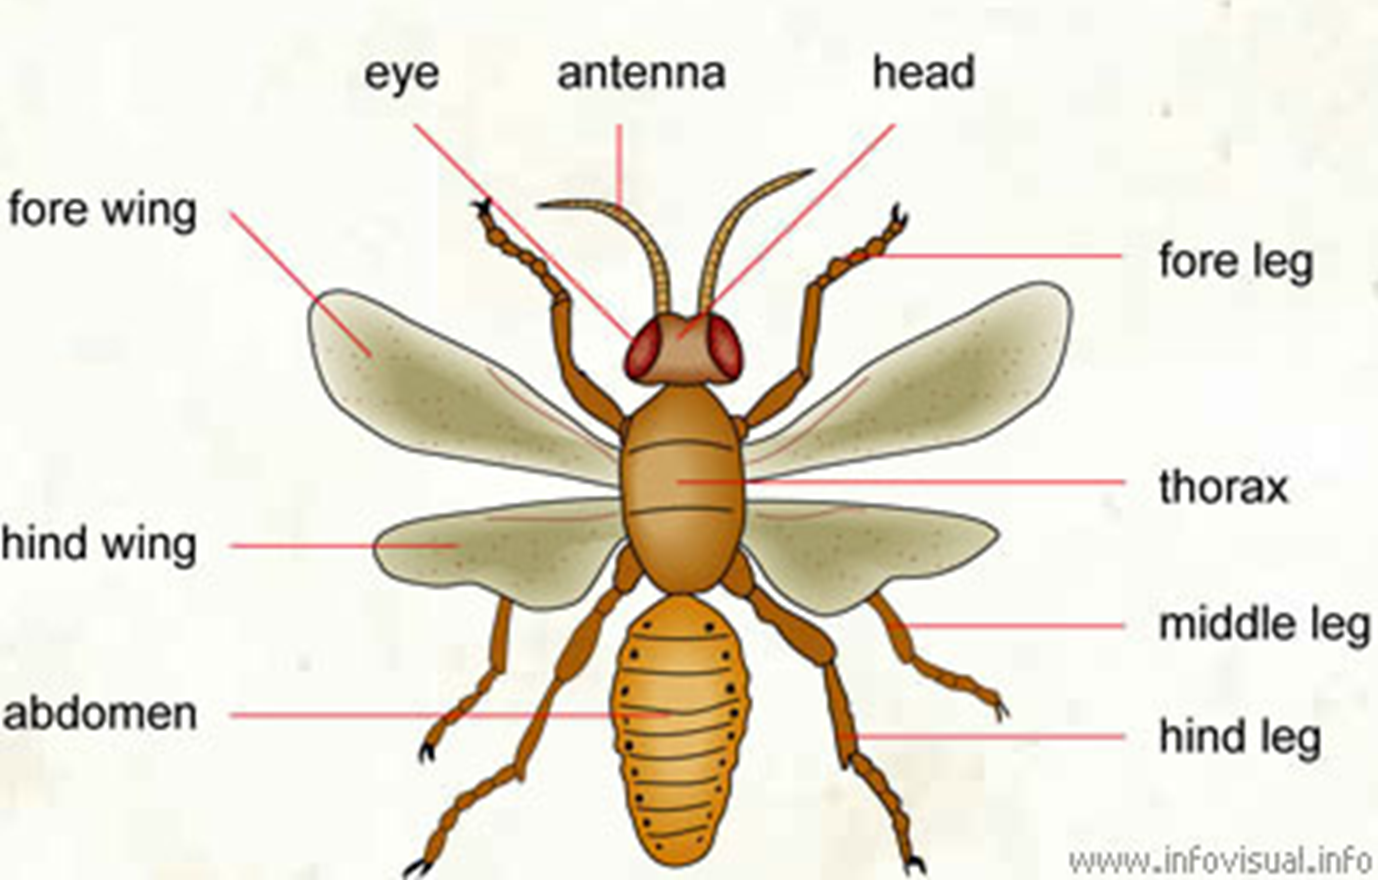 eye
antenna
head
fore wing
fore leg
thorax
hind wing
middle leg
abdomen
hind leg
www.infovisual.info